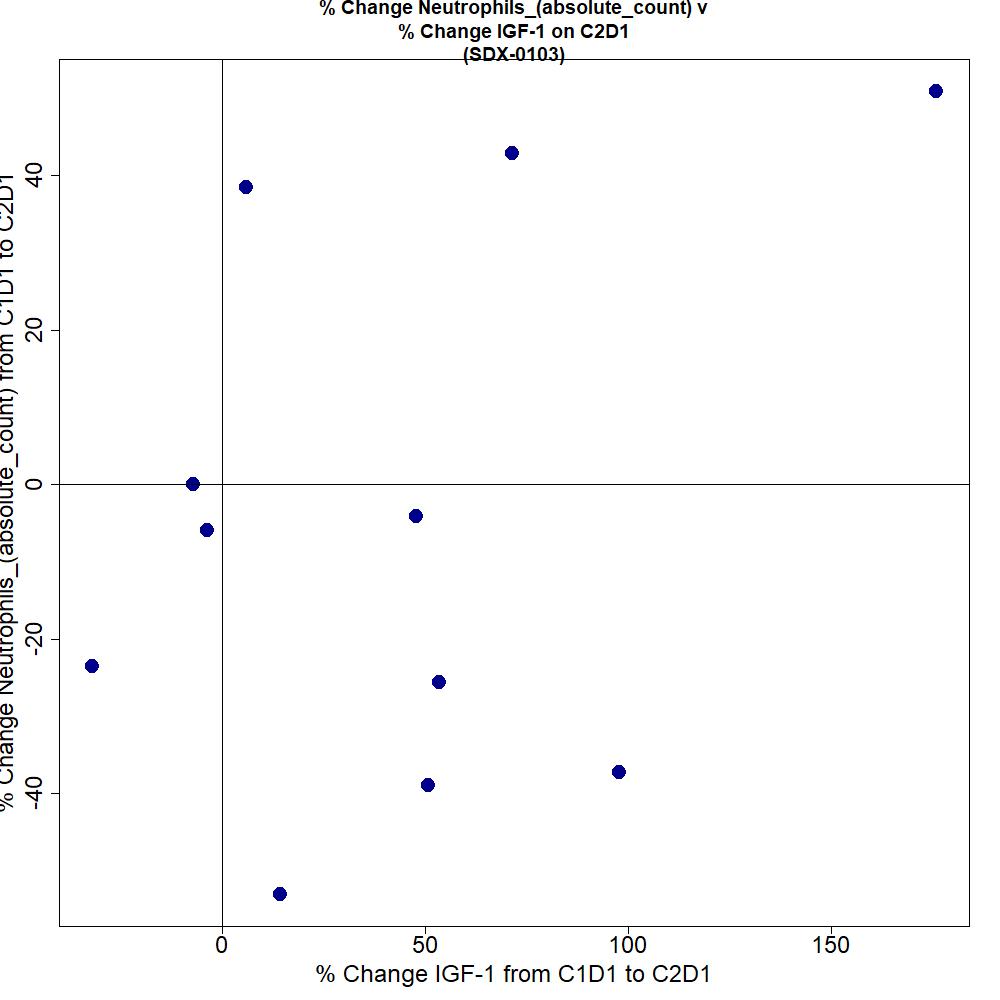 % Change Neutrophils_(absolute_count) v
% Change IGF-1 on C2D1
(SDX-0103)
% Change Neutrophils_(absolute_count) from C1D1 to C2D1
40
20
0
-20
-40
0 50 100 150
% Change IGF-1 from C1D1 to C2D1